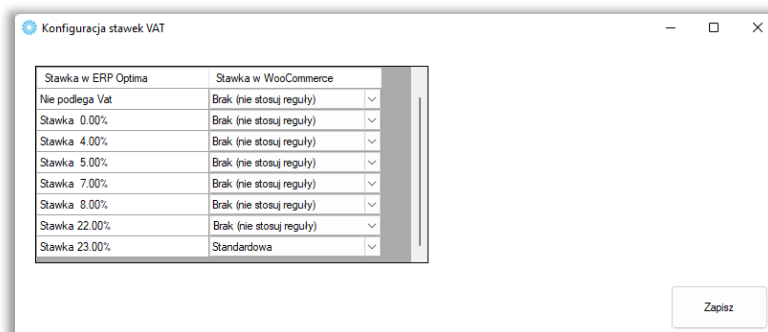 Konfiguracja stawek VAT
Stawka w ERP Optima Stawka w WooCommerce
Nie podlega Vat Brak (nie stosuj reguły)
Stawka 0.00% Brak (nie stosuj reguły)
Stawka 4.00% Brak (nie stosuj reguły)
Stawka 5.00% Brak (nie stosuj reguły)
Stawka 7.00% Brak (nie stosuj reguły)
Stawka 8.00% Brak (nie stosuj reguły)
Stawka 22.00% Brak (nie stosuj reguły)
Stawka 23.00% Standardowa
Zapisz